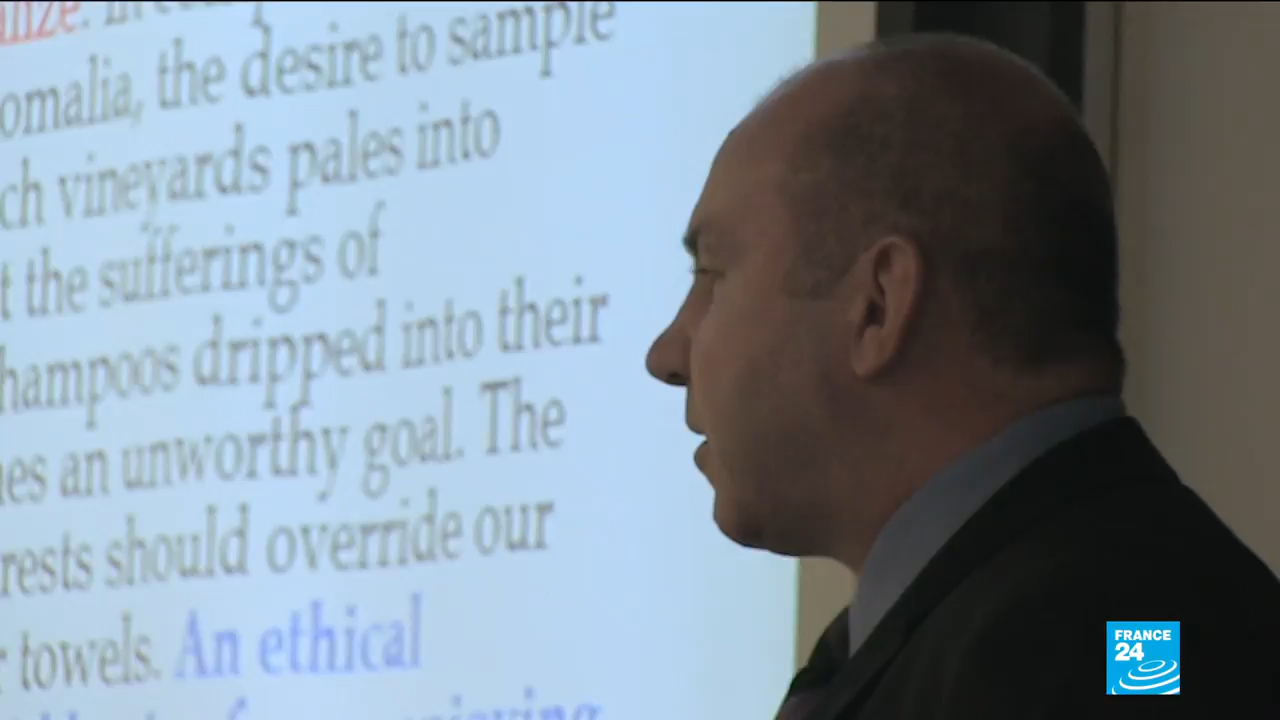 omalia, the desire to sample
ch vineyards pales into
t the sufferings of
hampoos dripped into their
es an unworthy goal. The
rests should override our
r towels. An ethical
FRANCE
24